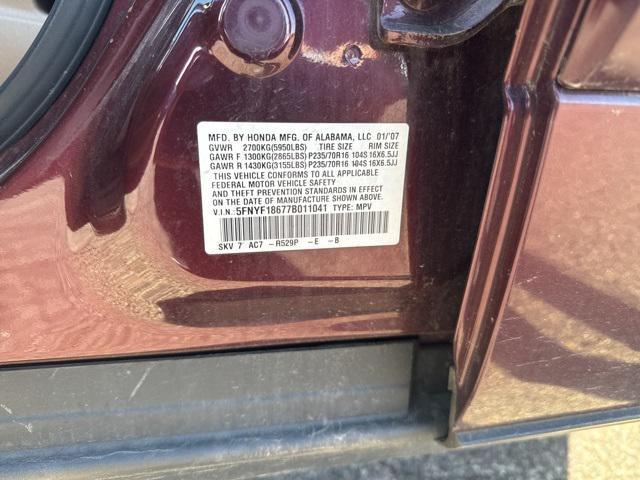 MFD. BY HONDA MFG. OF ALABAMA, LLC 01/'07
GVWR 2700KG(5950LBS) TIRE SIZE RIM SIZE
GAWR F 1300KG(2865LBS) P235/70R16 104S 16X6.5JJ
GAWR R 1430KG(3155LBS) P235/70R16 104S 16X6.5JJ
THIS VEHICLE CONFORMS TO ALL APPLICABLE
FEDERAL MOTOR VEHICLE SAFETY
AND THEFT PREVENTION STANDARDS IN EFFECT
ON THE DATE OF MANUFACTURE SHOWN ABOVE.
V.I.N.: 5FNYF18677B011041 TYPE: MPV
SKV 7 AC7 -R529P -E -B